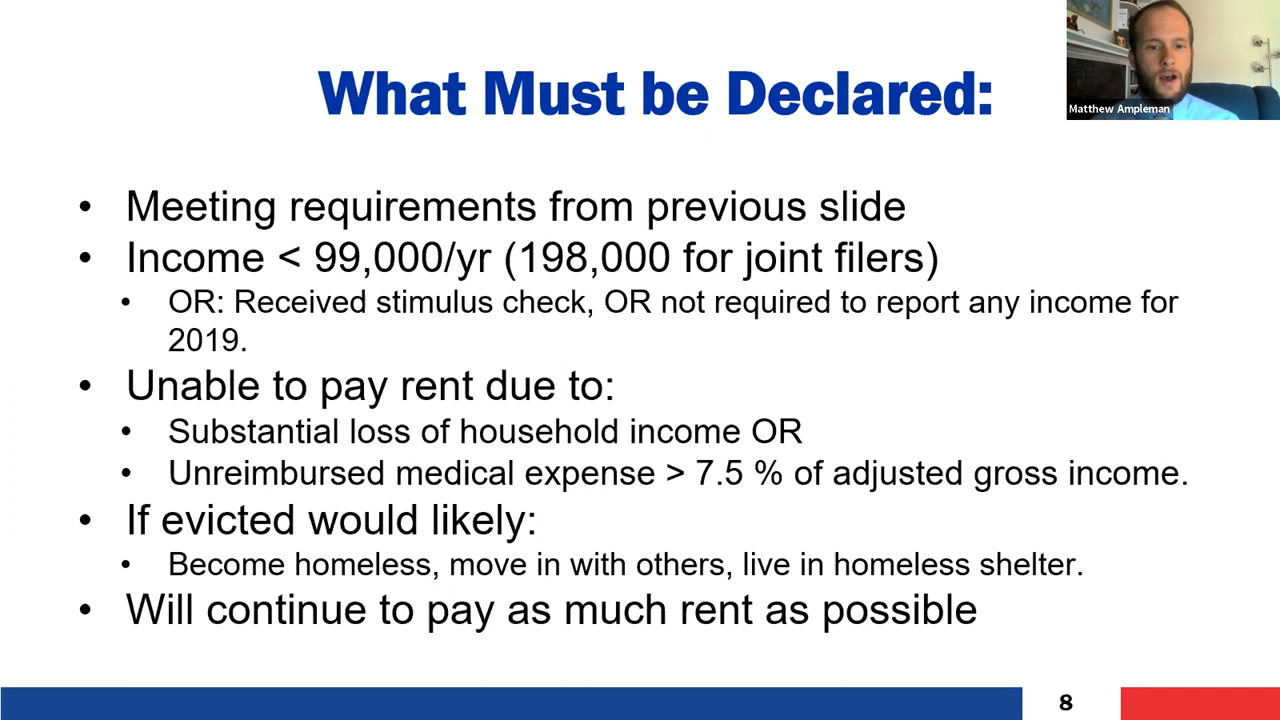 What Must be Declared:
Matthew Ampleman
• Meeting requirements from previous slide
• Income < 99,000/yr (198,000 for joint filers)
• OR: Received stimulus check, OR not required to report any income for
2019.
• Unable to pay rent due to:
• Substantial loss of household income OR
• Unreimbursed medical expense > 7.5 % of adjusted gross income.
• If evicted would likely:
• Become homeless, move in with others, live in homeless shelter.
• Will continue to pay as much rent as possible
8